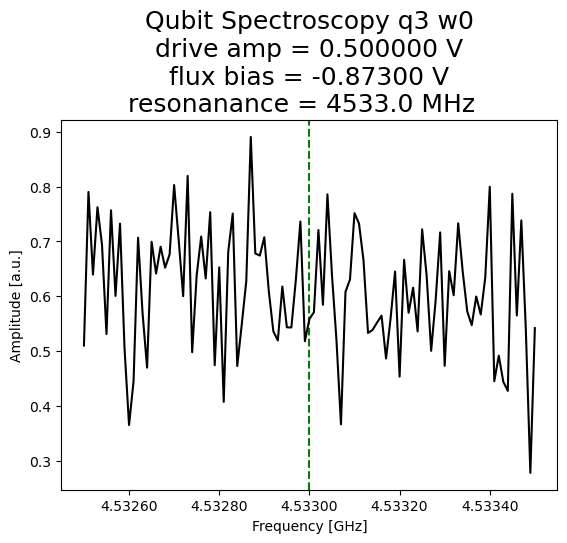 Qubit Spectroscopy q3 w0
drive amp = 0.500000 V
flux bias = -0.87300 V
resonanance = 4533.0 MHz
0.9
0.8
0.7
0.6
0.5
0.4
0.3
Amplitude [a.u.]
4.53260 4.53280 4.53300 4.53320 4.53340
Frequency [GHz]